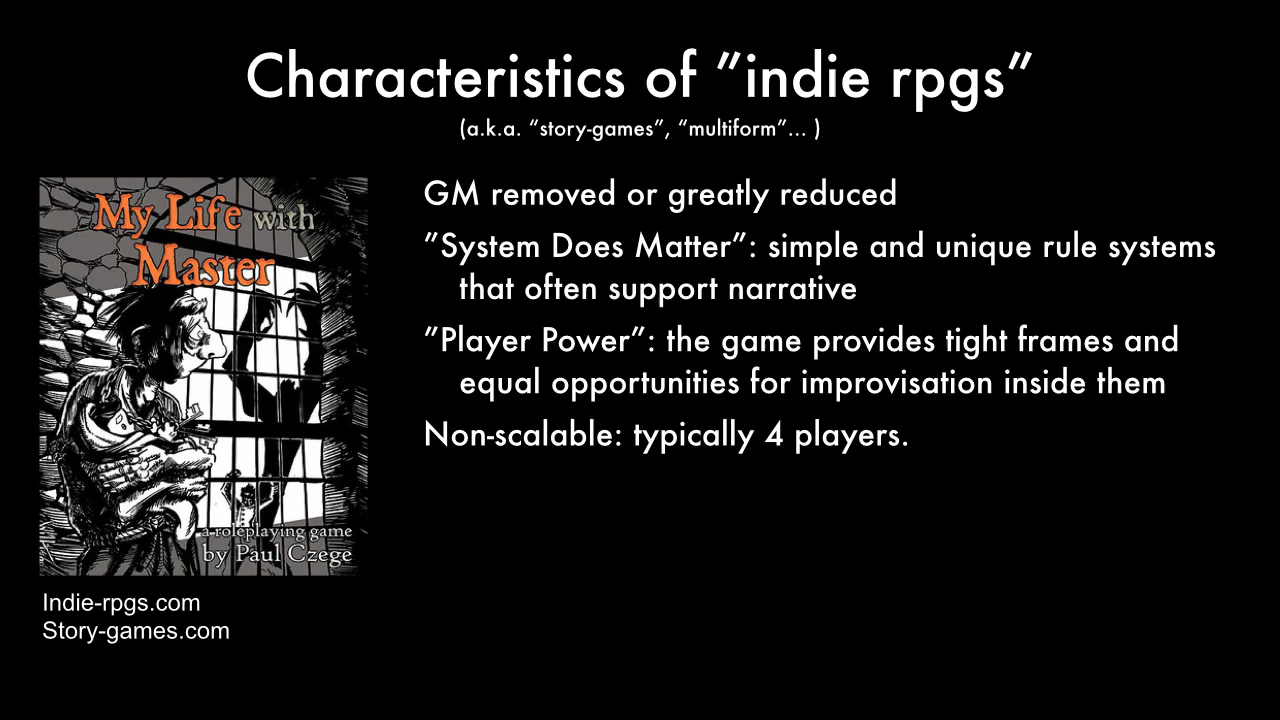 Characteristics of ”indie rpgs”
(a.k.a. “story-games”, “multiform”... )
My Life with
Master
a roleplaying game
by Paul Czege
GM removed or greatly reduced
”System Does Matter”: simple and unique rule systems
that often support narrative
”Player Power”: the game provides tight frames and
equal opportunities for improvisation inside them
Non-scalable: typically 4 players.
Indie-rpgs.com
Story-games.com